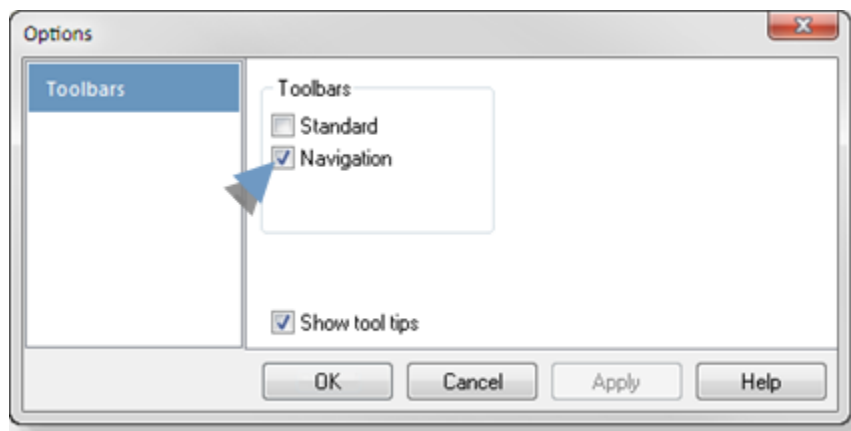 Options
Toolbars
Toolbars
Standard
Navigation
Show tool tips
OK Cancel Apply Help